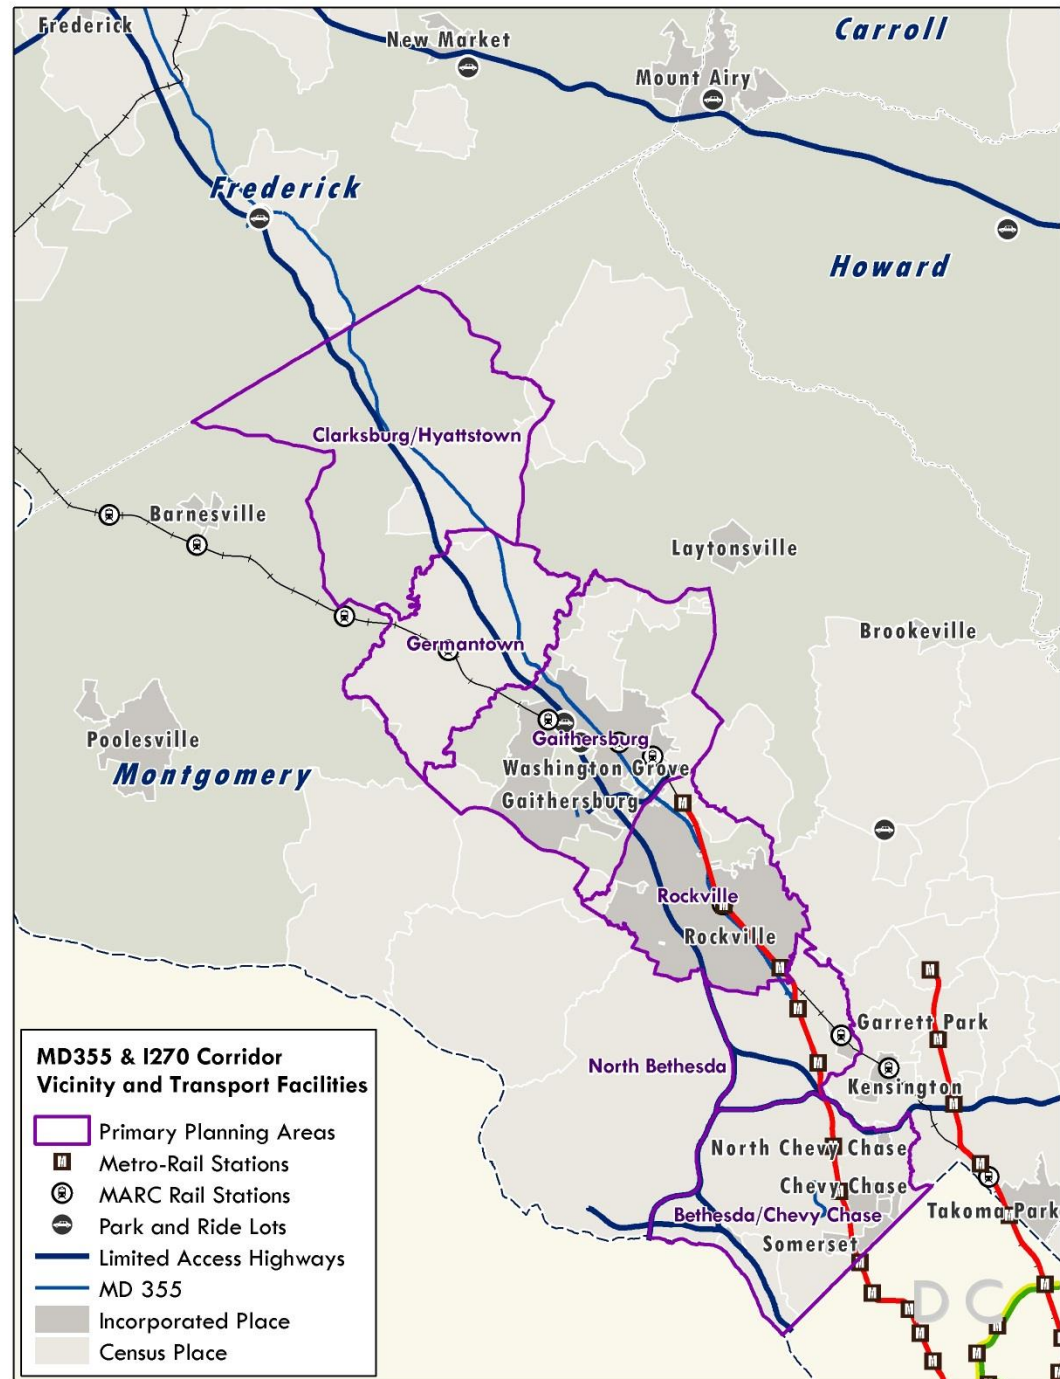 Frederick
New Market
Carroll
Mount Airy
Frederick
Howard
Clarksburg/Hyattstown
Barnesville
Laytonsville
Brookeville
Germantown
Poolesville
Gaithersburg
Montgomery
Washington Grove
Gaithersburg
Rockville
Rockville
Garrett Park
North Bethesda
Kensington
North Chevy Chase
Chevy Chase
Bethesda/Chevy Chase
Takoma Park
Somerset
DC
MD355 & I270 Corridor
Vicinity and Transport Facilities
Primary Planning Areas
M Metro-Rail Stations
MARC Rail Stations
Park and Ride Lots
Limited Access Highways
MD 355
Incorporated Place
Census Place